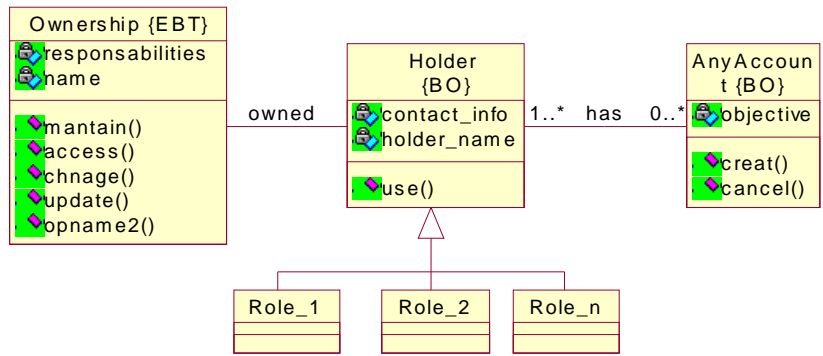 Ownership {EBT}
responsabilities
name
mantain()
access()
chnage()
update()
opname2()
owned
Holder
{BO}
contact_info
holder_name
use()
1..* has 0..*
AnyAccoun
t {BO}
objective
creat()
cancel()
Role_1
Role_2
Role_n